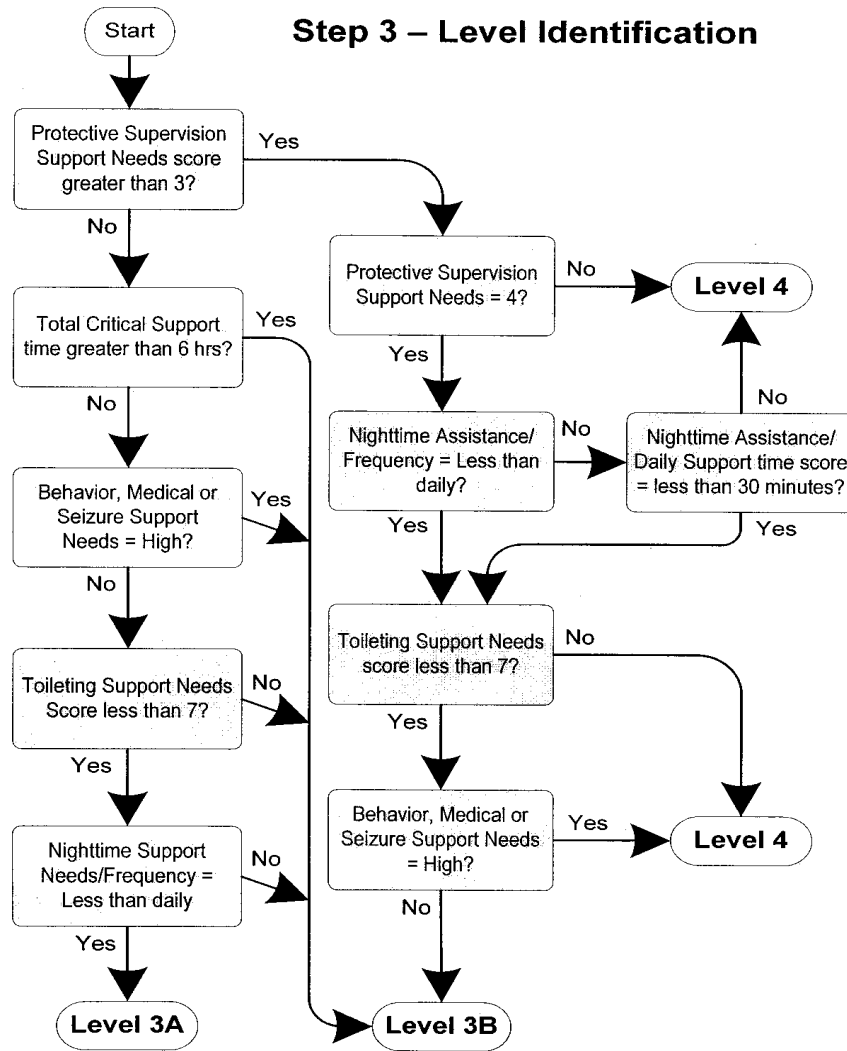 Start
Step 3 – Level Identification
Protective Supervision
Support Needs score
greater than 3?
Yes
No
Total Critical Support
time greater than 6 hrs?
Yes
No
Behavior, Medical or
Seizure Support
Needs = High?
Yes
No
Toileting Support Needs
Score less than 7?
No
Yes
Nighttime Support
Needs/Frequency =
Less than daily
No
Yes
Level 3A
Protective Supervision
Support Needs = 4?
No
Level 4
Yes
Nighttime Assistance/
Frequency = Less than
daily?
No
Nighttime Assistance/
Daily Support time score
= less than 30 minutes?
No
Yes
Yes
Toileting Support Needs
score less than 7?
No
Yes
Behavior, Medical or
Seizure Support Needs
= High?
Yes
Level 4
No
Level 3B